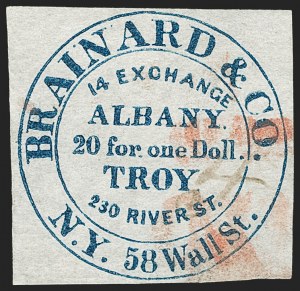 BRAINARD & CO
14 EXCHANGE
ALBANY.
20 for one Doll...
TROY
230 RIVER ST.
N.Y. 58 Wall St.